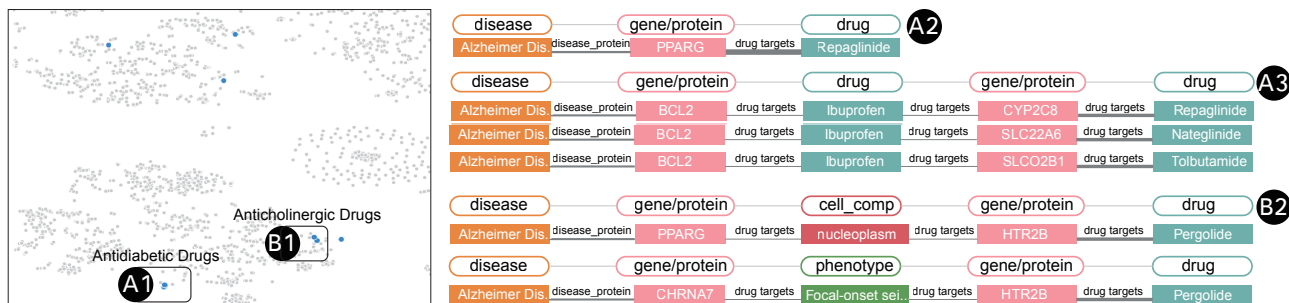 Anticholinergic Drugs
B1
Antidiabetic Drugs
A1
disease gene/protein drug A2
Alzheimer Dis. disease_protein PPARG drug targets Repaglinide
disease gene/protein drug gene/protein drug A3
Alzheimer Dis. disease_protein BCL2 drug targets Ibuprofen drug targets CYP2C8 drug targets Repaglinide
Alzheimer Dis. disease_protein BCL2 drug targets Ibuprofen drug targets SLC22A6 drug targets Nateglinide
Alzheimer Dis. disease_protein BCL2 drug targets Ibuprofen drug targets SLCO2B1 drug targets Tolbutamide
disease gene/protein cell_comp gene/protein drug B2
Alzheimer Dis. disease_protein PPARG drug targets nucleoplasm drug targets HTR2B drug targets Pergolide
disease gene/protein phenotype gene/protein drug
Alzheimer Dis. disease_protein CHRNA7 drug targets Focal-onset sei.. drug targets HTR2B drug targets Pergolide